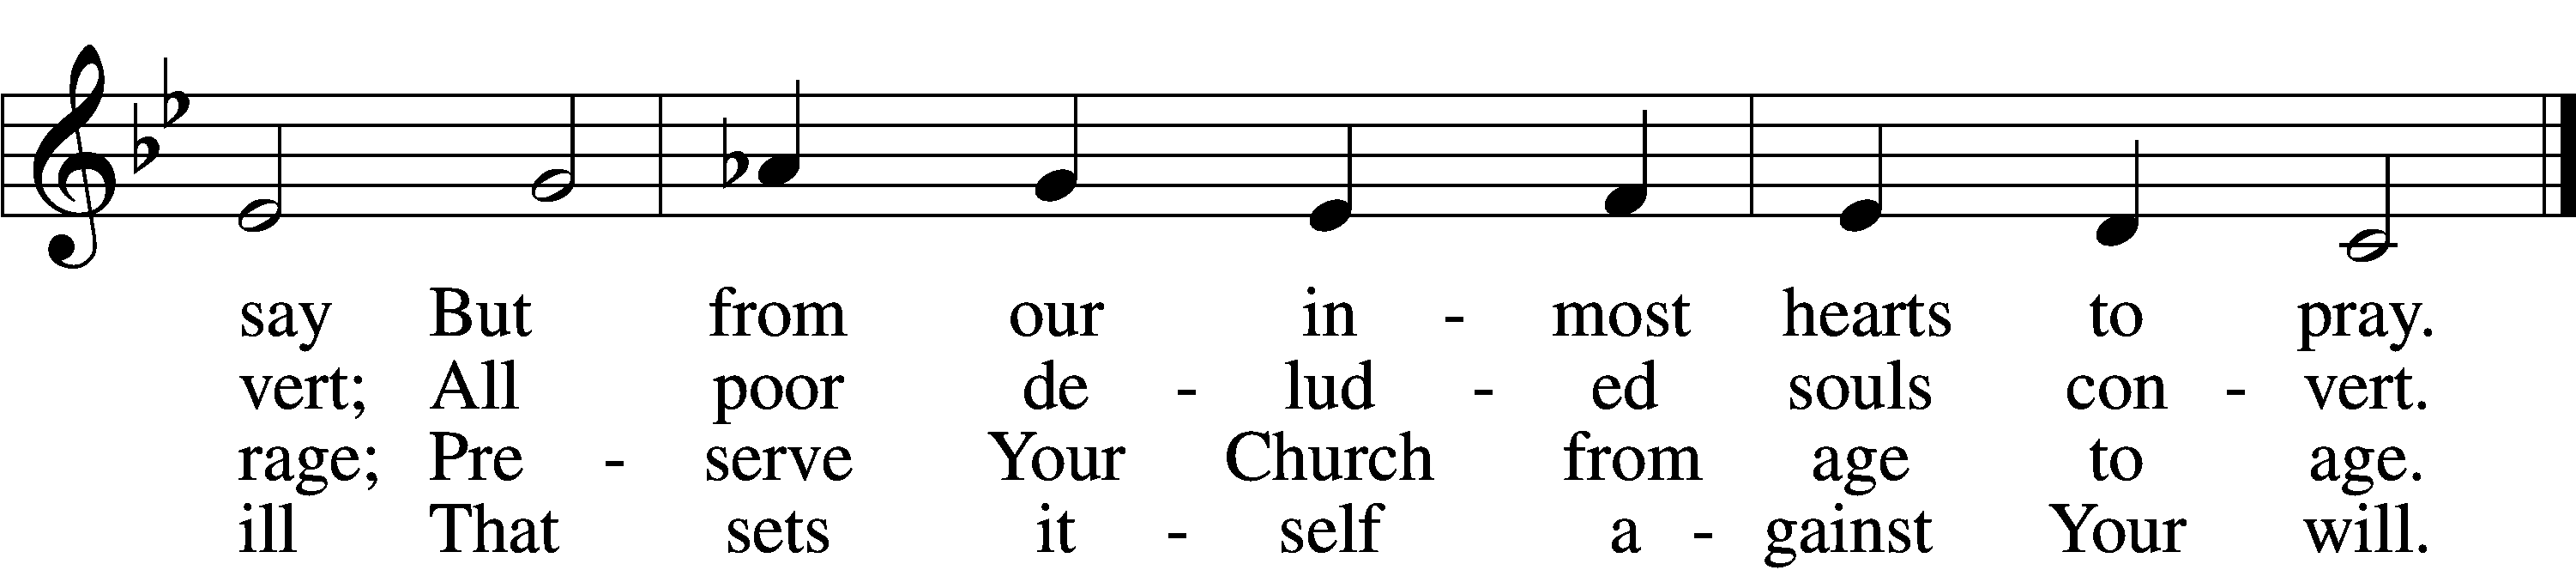 say But from our in - most hearts to pray.
vert; All poor de - lud - ed souls con - vert.
rage; Pre - serve Your Church from age to age.
ill That sets it - self a - gainst Your will.